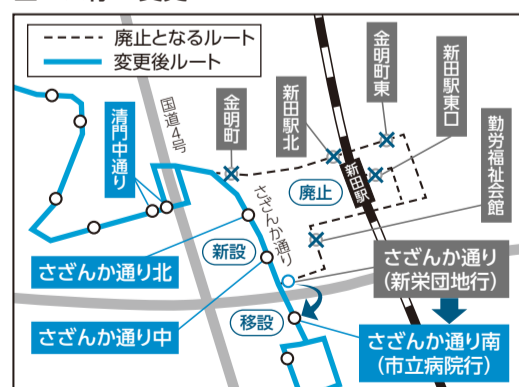 廃止となるルート
変更後ルート
国道4号
清門中通り
金明町
新田駅北
金明町東
新田駅東口
勤労福祉会館
新田駅
さざんか通り
廃止
新設
移設
さざんか通り北
さざんか通り中
さざんか通り
(新栄団地行)
さざんか通り南
(市立病院行)